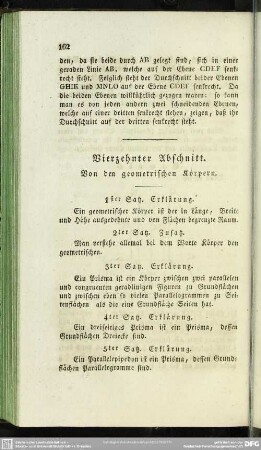 162
den, da sie beide durch AB gelegt sind, sich in einer
geraden Linie AB, welche auf der Ebene CDEF senk
recht steht. Folglich steht der Durchschnitt beider Ebenen
GHIK und MNLO auf der Ebene CDEF senkrecht. Da
die beiden Ebenen willkührlich gezogen waren: so kann
man es von jeden andern zwei schneidenden Ebenen,
welche auf einer dritten senkrecht stehen, zeigen, daß ihr
Durchschnitt auf der dritten senkrecht steht.
Vierzehnter Abschnitt.
Von den geometrischen Körpern.
1ster Satz. Erklärung.
Ein geometrischer Körper ist der in Länge, Breite
und Höhe ausgedehnte und von Flächen begrenzte Raum.
2ter Satz. Zusatz.
Man verstehe allemal bei dem Worte Körper den
geometrischen.
3ter Satz. Erklärung.
Ein Prisma ist ein Körper zwischen zwei parallelen
und congruenten geradlinigen Figuren zu Grundflächen
und zwischen eben so vielen Parallelogrammen zu Sei
tenflächen als die eine Grundfläche Seiten hat.
4ter Satz. Erklärung.
Ein dreiseitiges Prisma ist ein Prisma, dessen
Grundflächen Dreiecke sind.
5ter Satz. Erklärung.
Ein Parallelepipedon ist ein Prisma, dessen Grund
flächen Parallelogramme sind.
DFG